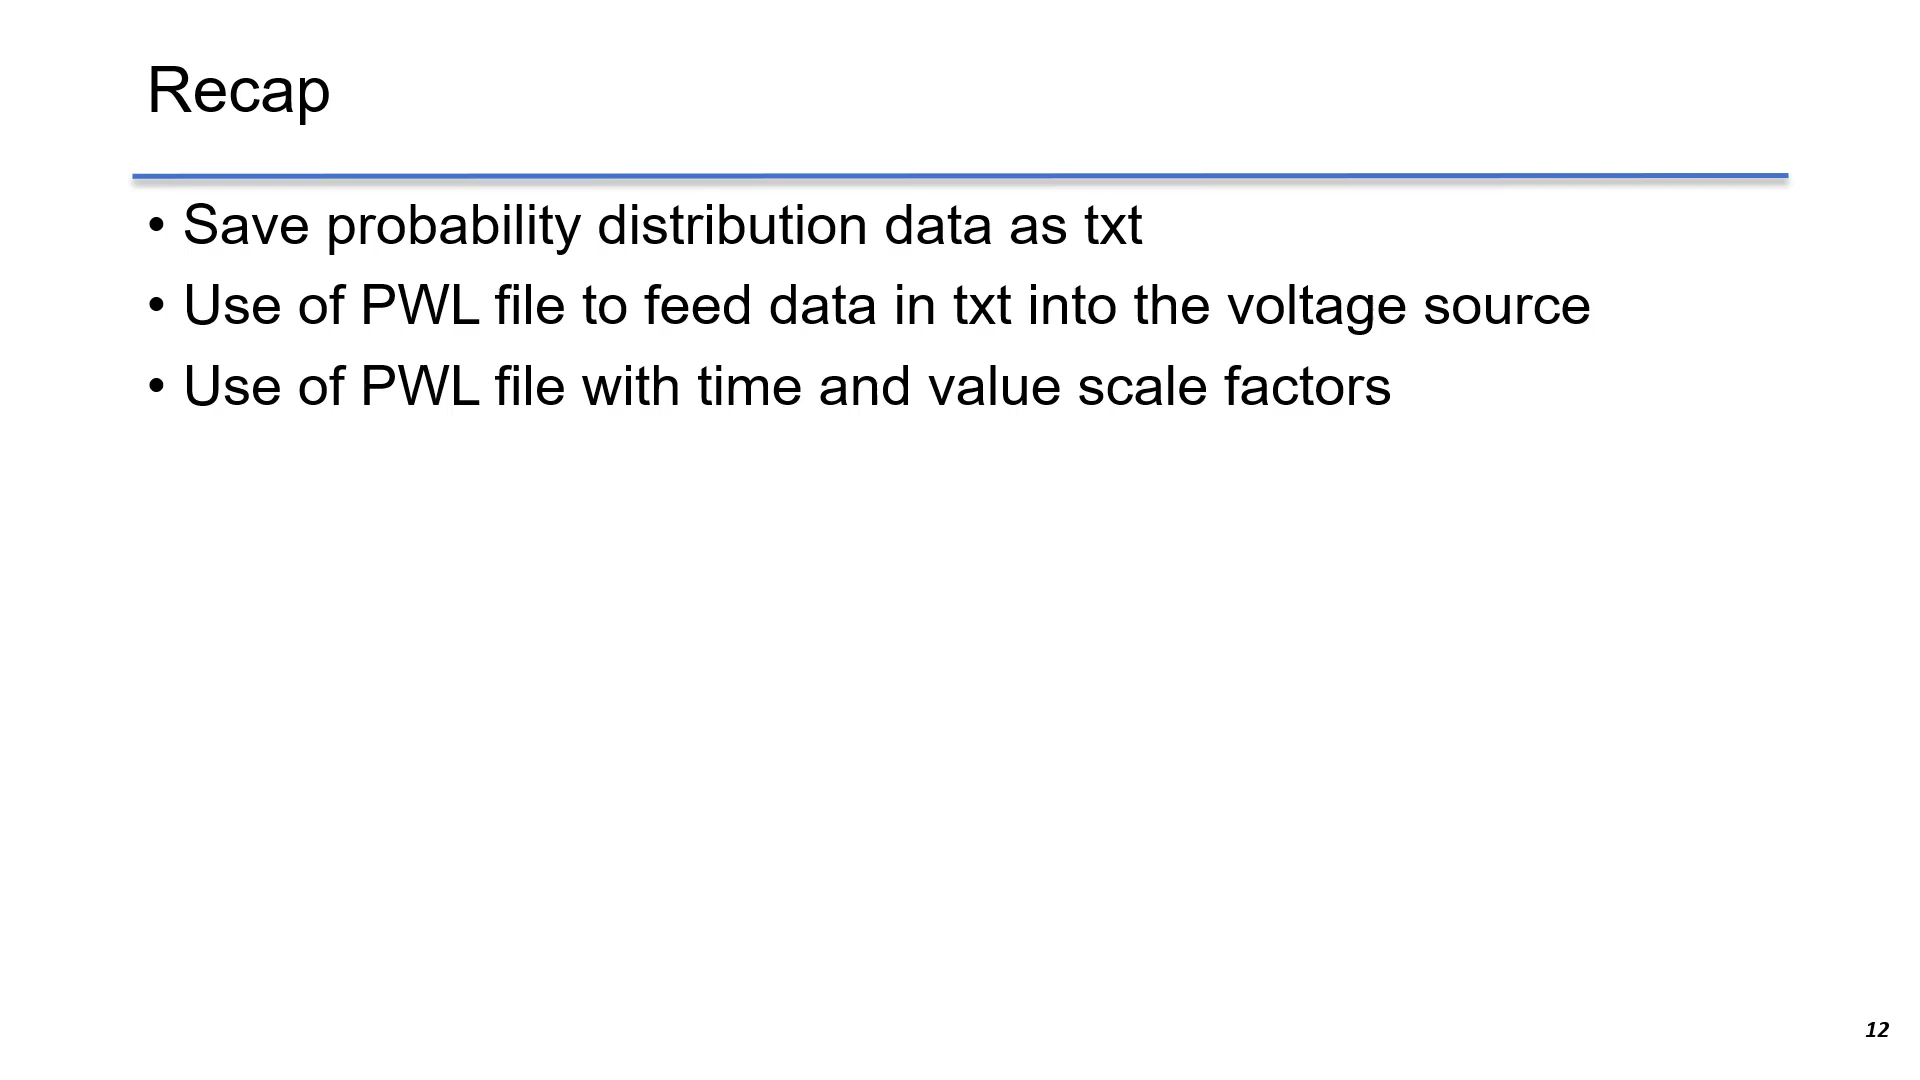 Recap
• Save probability distribution data as txt
• Use of PWL file to feed data in txt into the voltage source
• Use of PWL file with time and value scale factors
12